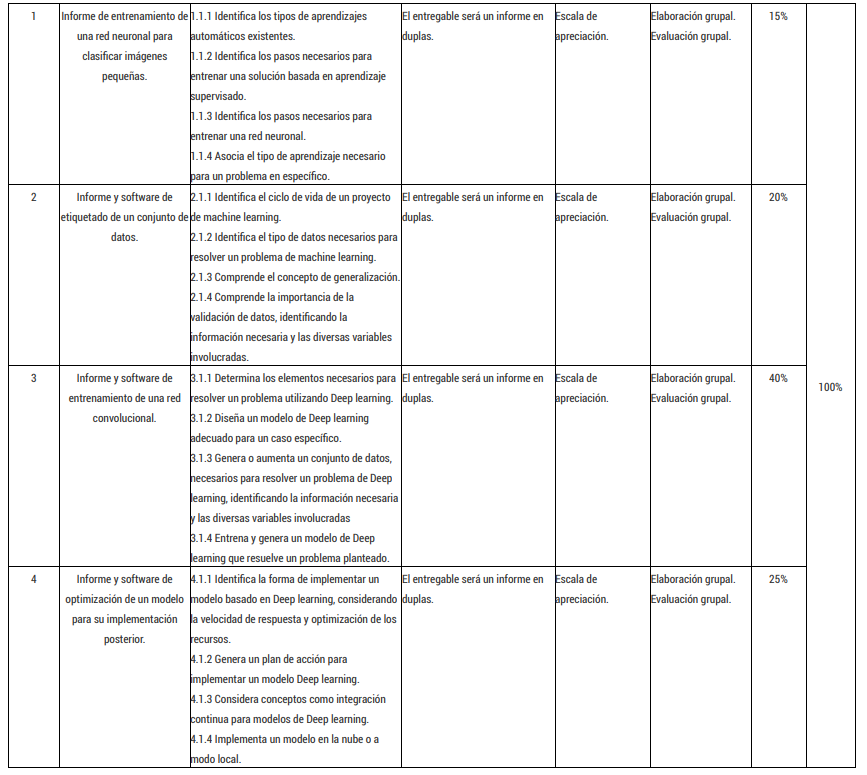 1
Informe de entrenamiento de
una red neuronal para
clasificar imágenes
pequeñas.
1.1.1 Identifica los tipos de aprendizajes
automáticos existentes.
1.1.2 Identifica los pasos necesarios para
entrenar una solución basada en aprendizaje
supervisado.
1.1.3 Identifica los pasos necesarios para
entrenar una red neuronal.
1.1.4 Asocia el tipo de aprendizaje necesario
para un problema en específico.
El entregable será un informe en
duplas.
Escala de
apreciación.
Elaboración grupal.
Evaluación grupal.
15%
2
Informe y software de
etiquetado de un conjunto de
datos.
2.1.1 Identifica el ciclo de vida de un proyecto
de machine learning.
2.1.2 Identifica el tipo de datos necesarios para
resolver un problema de machine learning.
2.1.3 Comprende el concepto de generalización.
2.1.4 Comprende la importancia de la
validación de datos, identificando la
información necesaria y las diversas variables
involucradas.
El entregable será un informe en
duplas.
Escala de
apreciación.
Elaboración grupal.
Evaluación grupal.
20%
3
Informe y software de
entrenamiento de una red
convolucional.
3.1.1 Determina los elementos necesarios para
resolver un problema utilizando Deep learning.
3.1.2 Diseña un modelo de Deep learning
adecuado para un caso específico.
3.1.3 Genera o aumenta un conjunto de datos,
necesarios para resolver un problema de Deep
learning, identificando la información necesaria
y las diversas variables involucradas
3.1.4 Entrena y genera un modelo de Deep
learning que resuelve un problema planteado.
El entregable será un informe en
duplas.
Escala de
apreciación.
Elaboración grupal.
Evaluación grupal.
40%
100%
4
Informe y software de
optimización de un modelo
para su implementación
posterior.
4.1.1 Identifica la forma de implementar un
modelo basado en Deep learning, considerando
la velocidad de respuesta y optimización de los
recursos.
4.1.2 Genera un plan de acción para
implementar un modelo Deep learning.
4.1.3 Considera conceptos como integración
continua para modelos de Deep learning.
4.1.4 Implementa un modelo en la nube o a
modo local.
El entregable será un informe en
duplas.
Escala de
apreciación.
Elaboración grupal.
Evaluación grupal.
25%